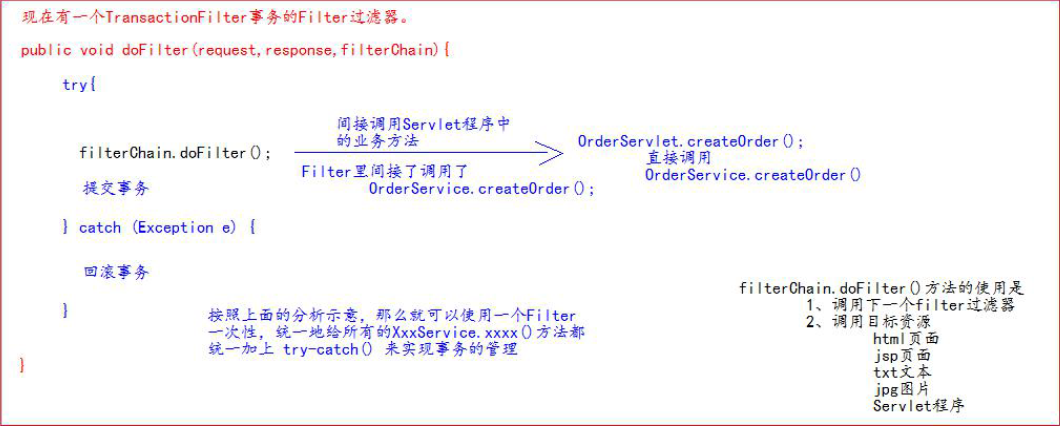 现在有一个TransactionFilter事务的Filter过滤器。
public void doFilter(request,response,filterChain){
try{
间接调用Servlet程序中
的业务方法
filterChain.doFilter();
Filter里间接了调用了
OrderService.createOrder();
OrderServlet.createOrder();
直接调用
OrderService.createOrder()
提交事务
} catch (Exception e) {
回滚事务
}
按照上面的分析示意，那么就可以使用一个Filter
一次性，统一地给所有的XxxService.xxxx()方法都
统一加上 try-catch() 来实现事务的管理
}
filterChain.doFilter()方法的使用是
1、调用下一个filter过滤器
2、调用目标资源
html页面
jsp页面
txt文本
jpg图片
Servlet程序